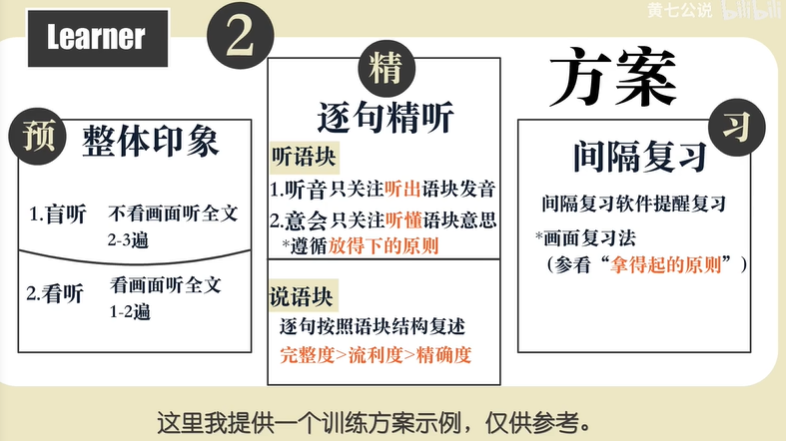 黄七公说 bilibili
Learner
2
方案
预
整体印象
1.盲听 不看画面听全文
2-3遍
2.看听 看画面听全文
1-2遍
精
逐句精听
听语块
1.听音只关注听出语块发音
2.意会只关注听懂语块意思
*遵循放得下的原则
说语块
逐句按照语块结构复述
完整度>流利度>精确度
习
间隔复习
间隔复习软件提醒复习
*画面复习法
（参看“拿得起的原则”）
这里我提供一个训练方案示例，仅供参考。